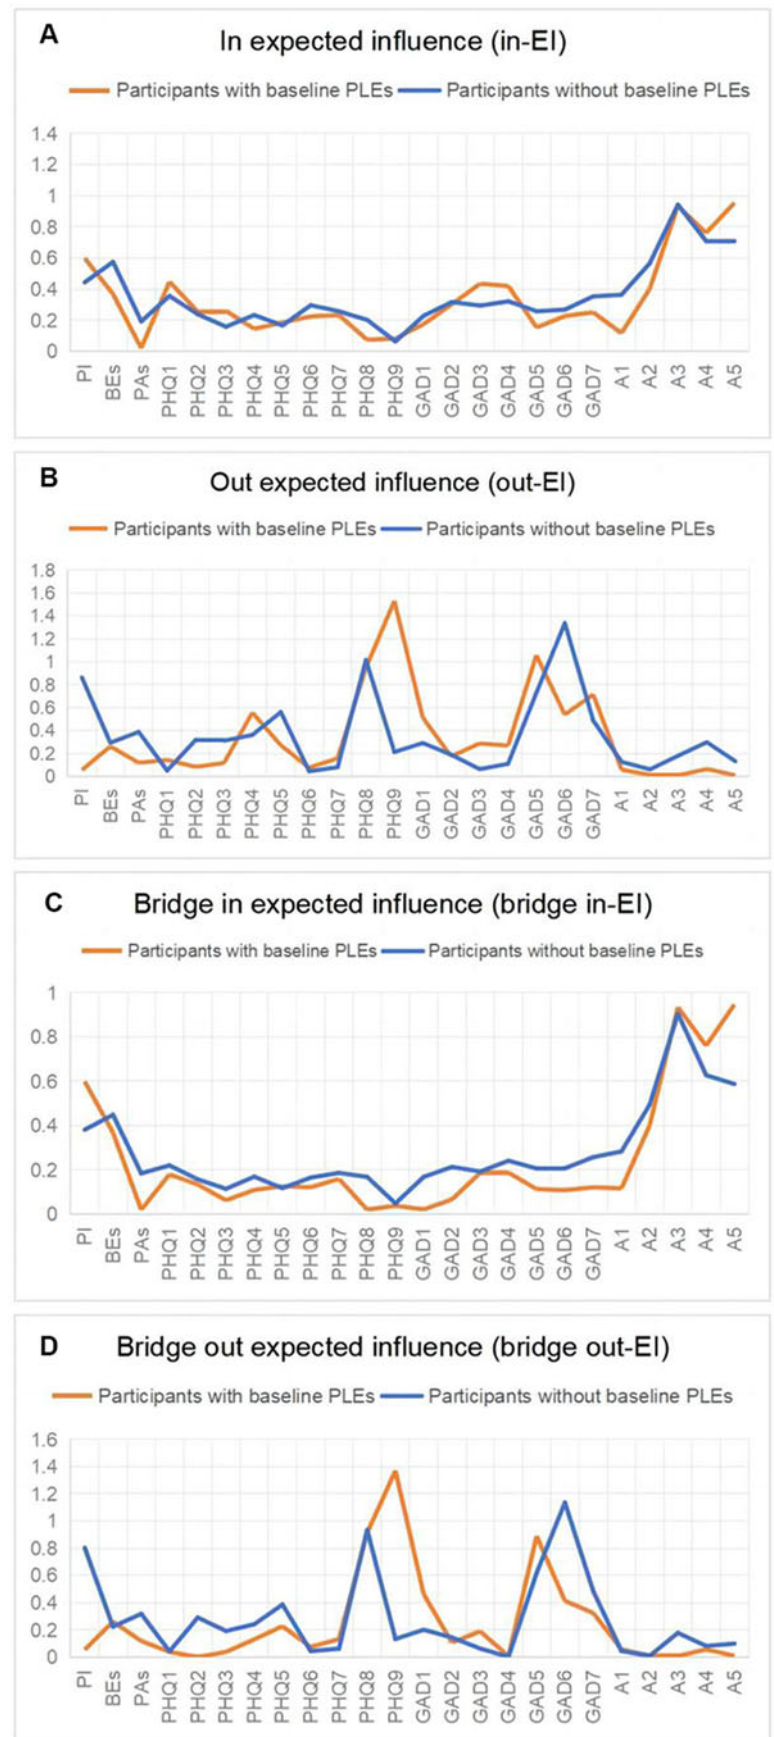 A
In expected influence (in-EI)
Participants with baseline PLEs Participants without baseline PLEs
1.4
1.2
1
0.8
0.6
0.4
0.2
0
PI BEs PAs PHQ1 PHQ2 PHQ3 PHQ4 PHQ5 PHQ6 PHQ7 PHQ8 PHQ9 GAD1 GAD2 GAD3 GAD4 GAD5 GAD6 GAD7 A1 A2 A3 A4 A5
B
Out expected influence (out-EI)
Participants with baseline PLEs Participants without baseline PLEs
1.8
1.6
1.4
1.2
1
0.8
0.6
0.4
0.2
0
PI BEs PAs PHQ1 PHQ2 PHQ3 PHQ4 PHQ5 PHQ6 PHQ7 PHQ8 PHQ9 GAD1 GAD2 GAD3 GAD4 GAD5 GAD6 GAD7 A1 A2 A3 A4 A5
C
Bridge in expected influence (bridge in-EI)
Participants with baseline PLEs Participants without baseline PLEs
1
0.8
0.6
0.4
0.2
0
PI BEs PAs PHQ1 PHQ2 PHQ3 PHQ4 PHQ5 PHQ6 PHQ7 PHQ8 PHQ9 GAD1 GAD2 GAD3 GAD4 GAD5 GAD6 GAD7 A1 A2 A3 A4 A5
D
Bridge out expected influence (bridge out-EI)
Participants with baseline PLEs Participants without baseline PLEs
1.6
1.4
1.2
1
0.8
0.6
0.4
0.2
0
PI BEs PAs PHQ1 PHQ2 PHQ3 PHQ4 PHQ5 PHQ6 PHQ7 PHQ8 PHQ9 GAD1 GAD2 GAD3 GAD4 GAD5 GAD6 GAD7 A1 A2 A3 A4 A5